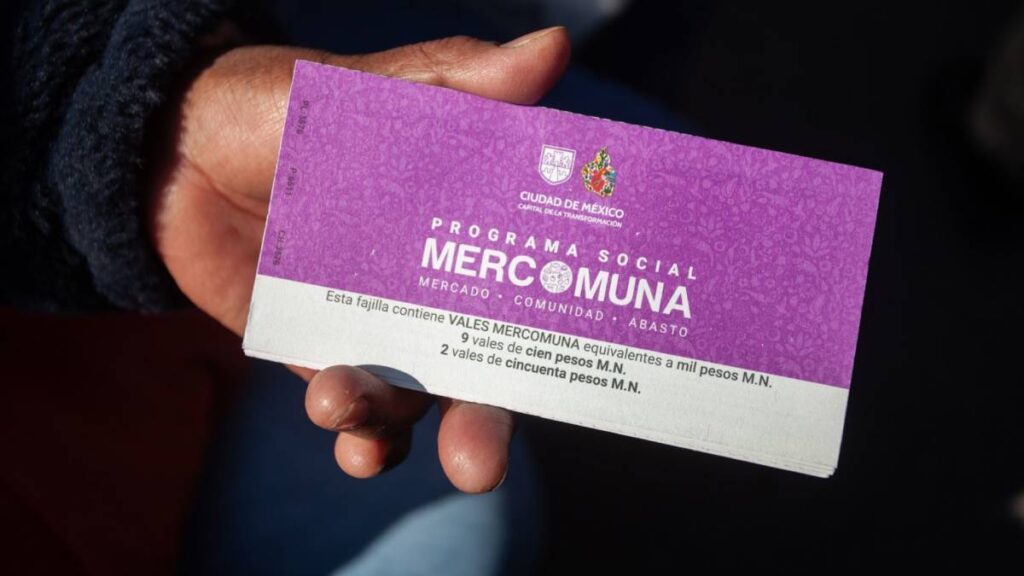 CIUDAD DE MÉXICO
CAPITAL DE LA TRANSFORMACIÓN
PROGRAMA SOCIAL
MERCOMUNA
MERCADO · COMUNIDAD · ABASTO
Esta fajilla contiene VALES MERCOMUNA equivalentes a mil pesos M.N.
9 vales de cien pesos M.N.
2 vales de cincuenta pesos M.N.